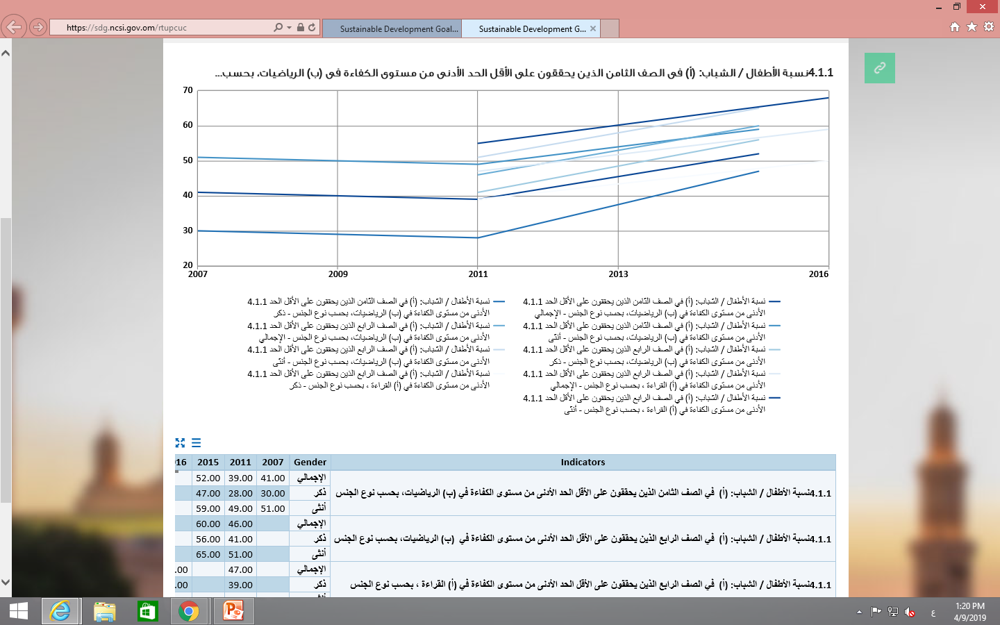 https://sdg.ncsi.gov.om/rtupcuc
Sustainable Development Goal...
Sustainable Development G...
4.1.1نسبة الأطفال / الشباب: (أ) في الصف الثامن الذين يحققون على الأقل الحد الأدنى من مستوى الكفاءة في (ب) الرياضيات، بحسب...
70
60
50
40
30
20
2007 2009 2011 2013 2016
نسبة الأطفال / الشباب: (أ) في الصف الثامن الذين يحققون على الأقل الحد 4.1.1
الأدنى من مستوى الكفاءة في (ب) الرياضيات، بحسب نوع الجنس - الإجمالي
نسبة الأطفال / الشباب: (أ) في الصف الثامن الذين يحققون على الأقل الحد 4.1.1
الأدنى من مستوى الكفاءة في (ب) الرياضيات، بحسب نوع الجنس - ذكر
نسبة الأطفال / الشباب: (أ) في الصف الثامن الذين يحققون على الأقل الحد 4.1.1
الأدنى من مستوى الكفاءة في (ب) الرياضيات، بحسب نوع الجنس - أنثى
نسبة الأطفال / الشباب: (أ) في الصف الرابع الذين يحققون على الأقل الحد 4.1.1
الأدنى من مستوى الكفاءة في (ب) الرياضيات، بحسب نوع الجنس - الإجمالي
نسبة الأطفال / الشباب: (أ) في الصف الرابع الذين يحققون على الأقل الحد 4.1.1
الأدنى من مستوى الكفاءة في (ب) الرياضيات، بحسب نوع الجنس - ذكر
نسبة الأطفال / الشباب: (أ) في الصف الرابع الذين يحققون على الأقل الحد 4.1.1
الأدنى من مستوى الكفاءة في (ب) الرياضيات، بحسب نوع الجنس - أنثى
نسبة الأطفال / الشباب: (أ) في الصف الرابع الذين يحققون على الأقل الحد 4.1.1
الأدنى من مستوى الكفاءة في (أ) القراءة ، بحسب نوع الجنس - الإجمالي
نسبة الأطفال / الشباب: (أ) في الصف الرابع الذين يحققون على الأقل الحد 4.1.1
الأدنى من مستوى الكفاءة في (أ) القراءة ، بحسب نوع الجنس - ذكر
نسبة الأطفال / الشباب: (أ) في الصف الرابع الذين يحققون على الأقل الحد 4.1.1
الأدنى من مستوى الكفاءة في (أ) القراءة ، بحسب نوع الجنس - أنثى
Indicators Gender 2007 2011 2015 16
الإجمالي 41.00 39.00 52.00
4.1.1نسبة الأطفال / الشباب: (أ) في الصف الثامن الذين يحققون على الأقل الحد الأدنى من مستوى الكفاءة في (ب) الرياضيات، بحسب نوع الجنس ذكر 30.00 28.00 47.00
أنثى 51.00 49.00 59.00
الإجمالي 46.00 60.00
4.1.1نسبة الأطفال / الشباب: (أ) في الصف الرابع الذين يحققون على الأقل الحد الأدنى من مستوى الكفاءة في (ب) الرياضيات، بحسب نوع الجنس ذكر 41.00 56.00
أنثى 51.00 65.00
الإجمالي 47.00 .00
4.1.1نسبة الأطفال / الشباب: (أ) في الصف الرابع الذين يحققون على الأقل الحد الأدنى من مستوى الكفاءة في (أ) القراءة ، بحسب نوع الجنس ذكر 39.00 .00
ع
1:20 PM
4/9/2019